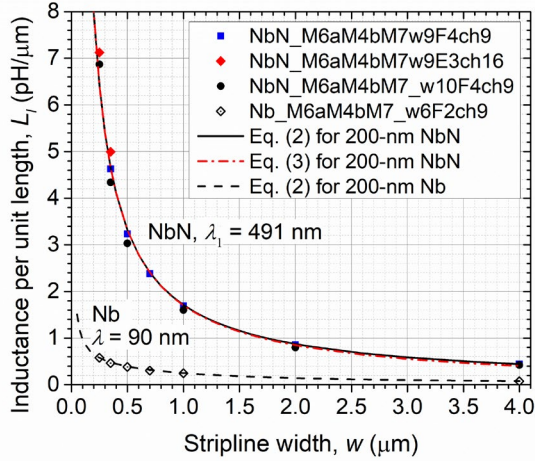 Inductance per unit length, Lₗ (pH/μm)
8
7
6
5
4
3
2
1
0
NbN_M6aM4bM7w9F4ch9
NbN_M6aM4bM7w9E3ch16
NbN_M6aM4bM7_w10F4ch9
Nb_M6aM4bM7_w6F2ch9
Eq. (2) for 200-nm NbN
Eq. (3) for 200-nm NbN
Eq. (2) for 200-nm Nb
NbN, λ₁ = 491 nm
Nb
λ = 90 nm
0.0 0.5 1.0 1.5 2.0 2.5 3.0 3.5 4.0
Stripline width, w (μm)